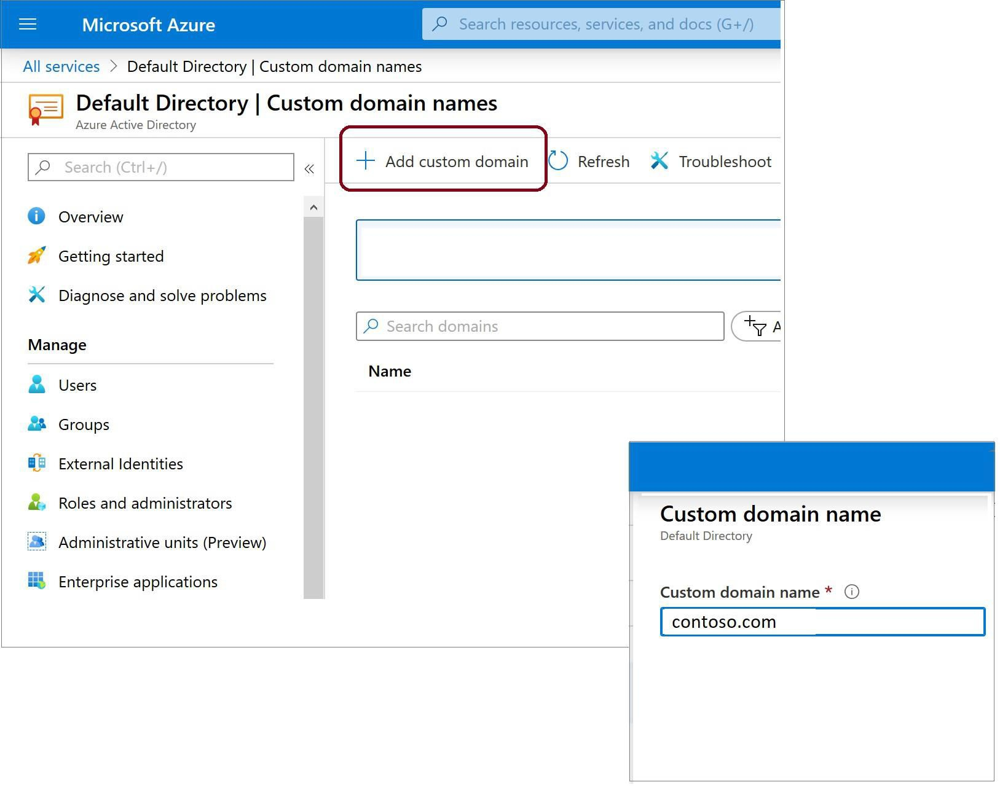 Microsoft Azure
Search resources, services, and docs (G+/)
All services > Default Directory | Custom domain names
Default Directory | Custom domain names
Azure Active Directory
Search (Ctrl+/)
«
Add custom domain
Refresh
Troubleshoot
Overview
Getting started
Diagnose and solve problems
Manage
Users
Groups
External Identities
Roles and administrators
Administrative units (Preview)
Enterprise applications
Search domains
A
Name
Custom domain name
Default Directory
Custom domain name *
contoso.com